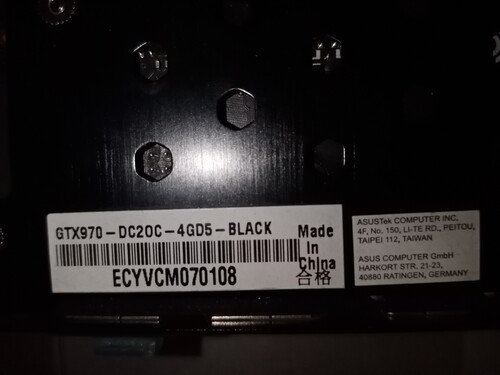 GTX970-DC2OC-4GD5-BLACK
Made
In
China
合格
ECYVCM070108
ASUSTek COMPUTER INC.
4F, No. 150, LI-TE RD., PEITOU,
TAIPEI 112, TAIWAN
ASUS COMPUTER GmbH
HARKORT STR. 21-23,
40880 RATINGEN, GERMANY